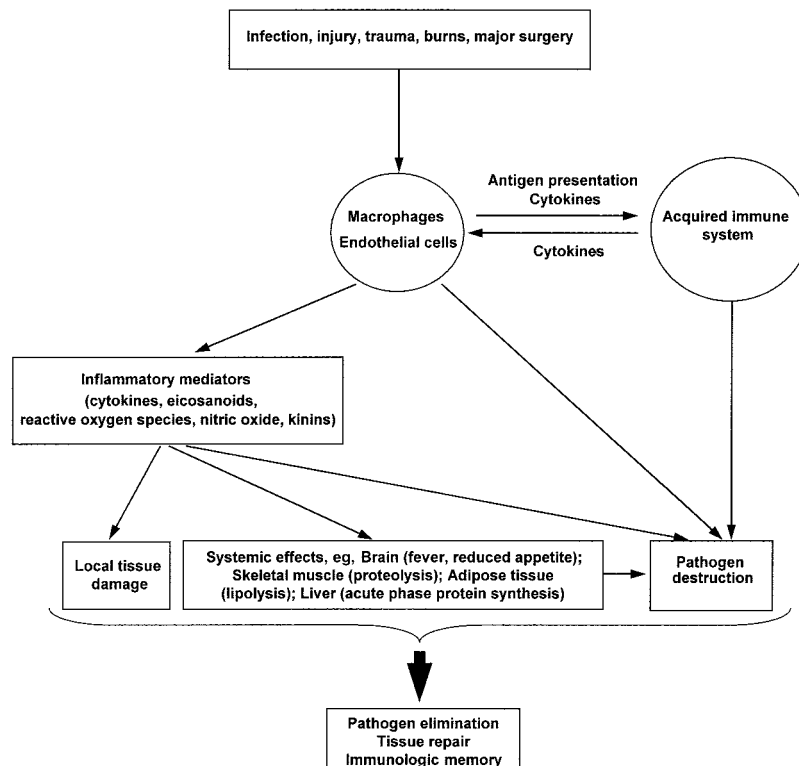 Infection, injury, trauma, burns, major surgery
Antigen presentation
Cytokines
Macrophages
Endothelial cells
Acquired immune
system
Cytokines
Inflammatory mediators
(cytokines, eicosanoids,
reactive oxygen species, nitric oxide, kinins)
Local tissue
damage
Systemic effects, eg, Brain (fever, reduced appetite);
Skeletal muscle (proteolysis); Adipose tissue
(lipolysis); Liver (acute phase protein synthesis)
Pathogen
destruction
Pathogen elimination
Tissue repair
Immunologic memory